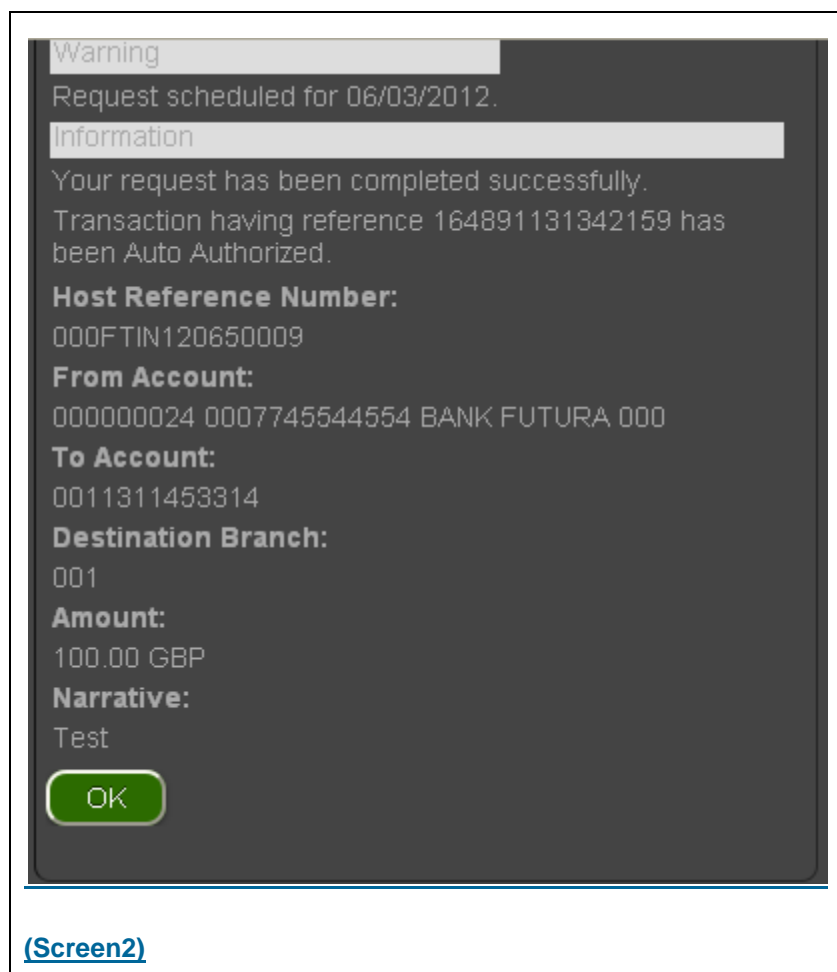 Warning
Request scheduled for 06/03/2012.
Information
Your request has been completed successfully.
Transaction having reference 164891131342159 has
been Auto Authorized.
Host Reference Number:
000FTIN120650009
From Account:
000000024 0007745544554 BANK FUTURA 000
To Account:
0011311453314
Destination Branch:
001
Amount:
100.00 GBP
Narrative:
Test
OK
(Screen2)